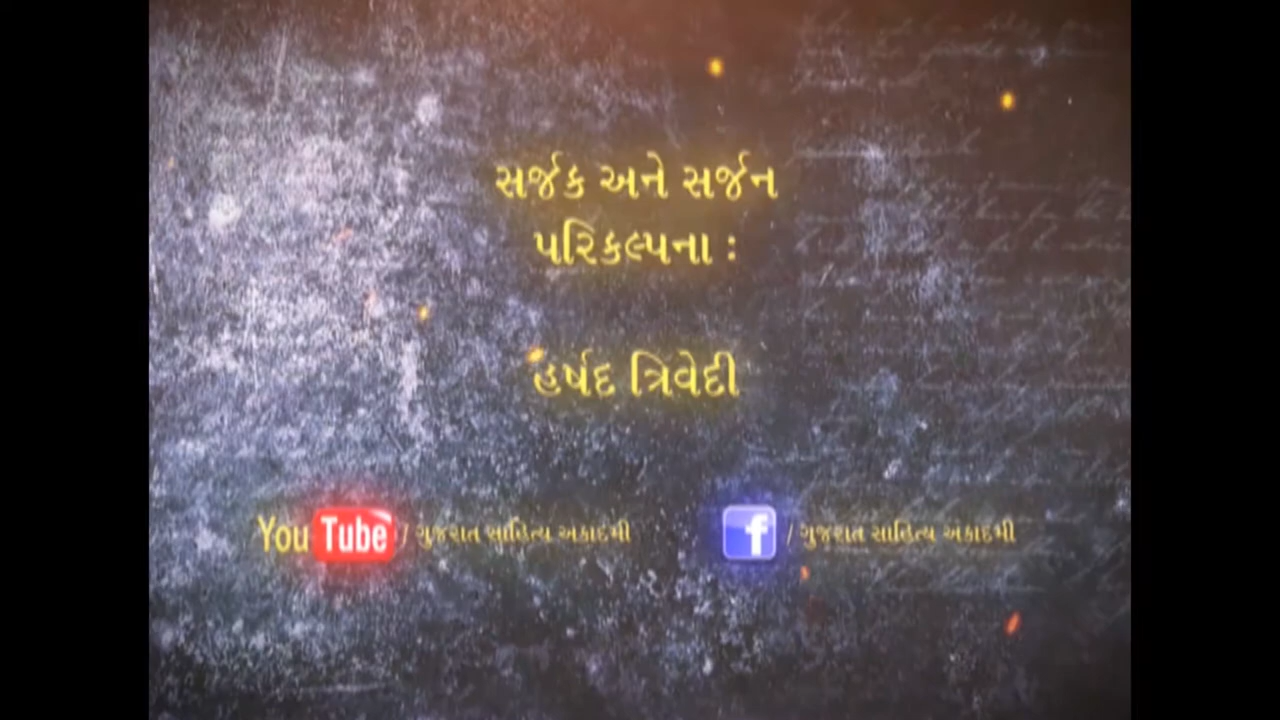 સર્જક અને સર્જન
પરિકલ્પના :
હર્ષદ ત્રિવેદી
YouTube / ગુજરાત સાહિત્ય અકાદમી
f / ગુજરાત સાહિત્ય અકાદમી